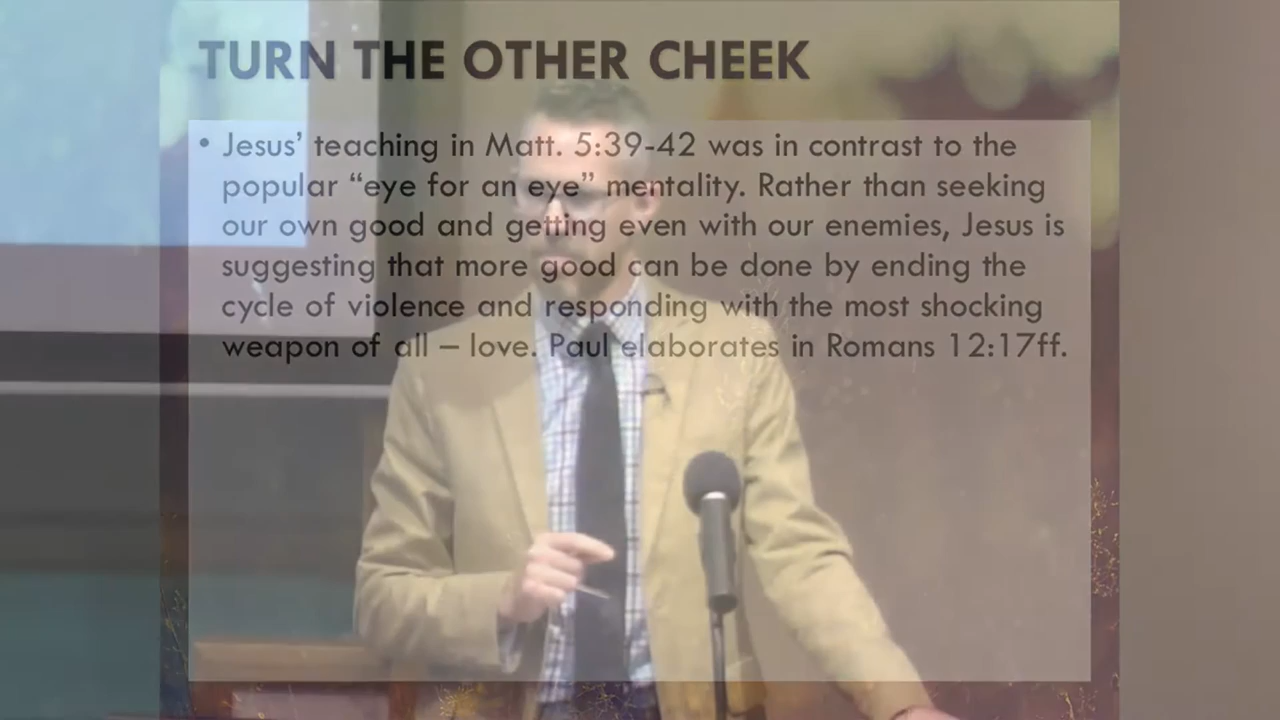 TURN THE OTHER CHEEK
• Jesus’ teaching in Matt. 5:39-42 was in contrast to the
popular “eye for an eye” mentality. Rather than seeking
our own good and getting even with our enemies, Jesus is
suggesting that more good can be done by ending the
cycle of violence and responding with the most shocking
weapon of all – love. Paul elaborates in Romans 12:17ff.